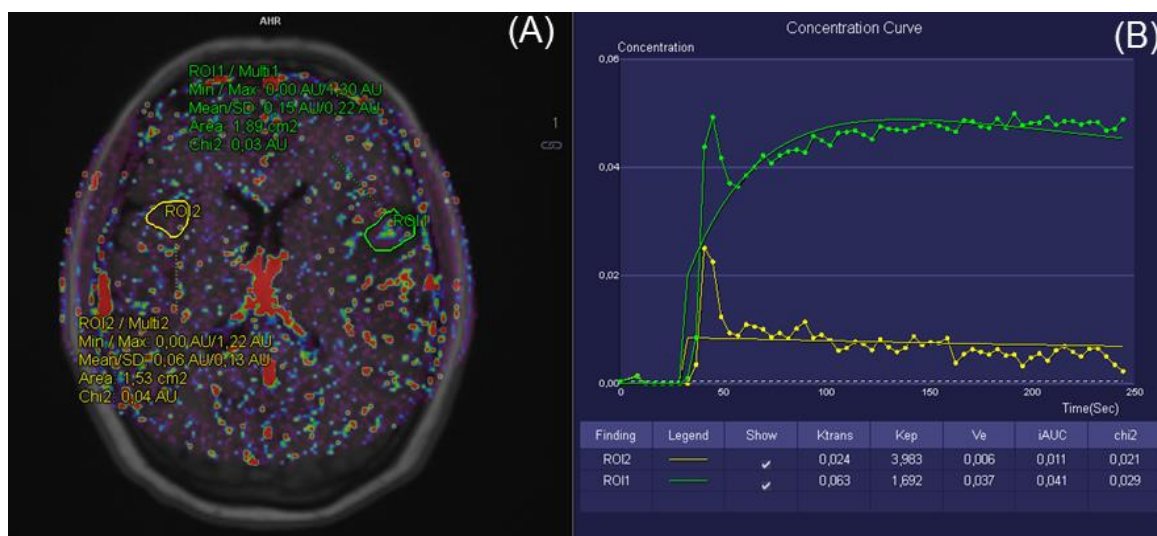 AHR
(A)
ROI1 / Multi1
Min / Max: 0,00 AU/1,30 AU
Mean/SD: 0,15 AU/0,22 AU
Area: 1,89 cm2
Chi2: 0,03 AU
1
ROI2
ROI1
ROI2 / Multi2
Min / Max: 0,00 AU/1,22 AU
Mean/SD: 0,06 AU/0,13 AU
Area: 1,53 cm2
Chi2: 0,04 AU
Concentration Curve
(B)
Concentration
0,06
0,04
0,02
0,00
0 50 100 150 200 250
Time(Sec)
Finding Legend Show Ktrans Kep Ve iAUC chi2
ROI2 0,024 3,983 0,006 0,011 0,021
ROI1 0,063 1,692 0,037 0,041 0,029